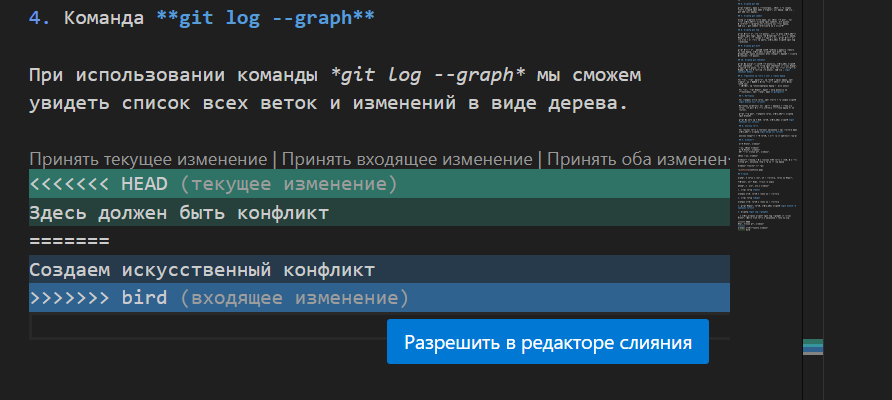 4. Команда **git log --graph**
При использовании команды *git log --graph* мы сможем
увидеть список всех веток и изменений в виде дерева.
Принять текущее изменение | Принять входящее изменение | Принять оба изменен
<<<<<<< HEAD (текущее изменение)
Здесь должен быть конфликт
=======
Создаем искусственный конфликт
>>>>>>> bird (входящее изменение)
Разрешить в редакторе слияния